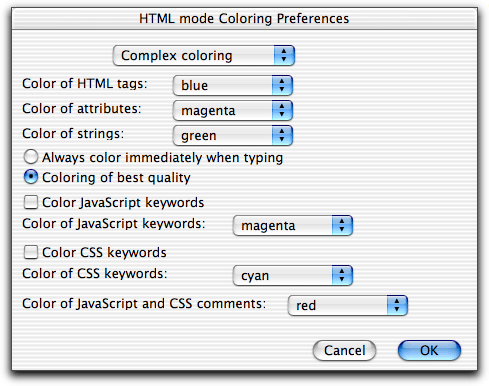 HTML mode Coloring Preferences
Complex coloring
Color of HTML tags: blue
Color of attributes: magenta
Color of strings: green
Always color immediately when typing
Coloring of best quality
Color JavaScript keywords
Color of JavaScript keywords: magenta
Color CSS keywords
Color of CSS keywords: cyan
Color of JavaScript and CSS comments: red
Cancel OK